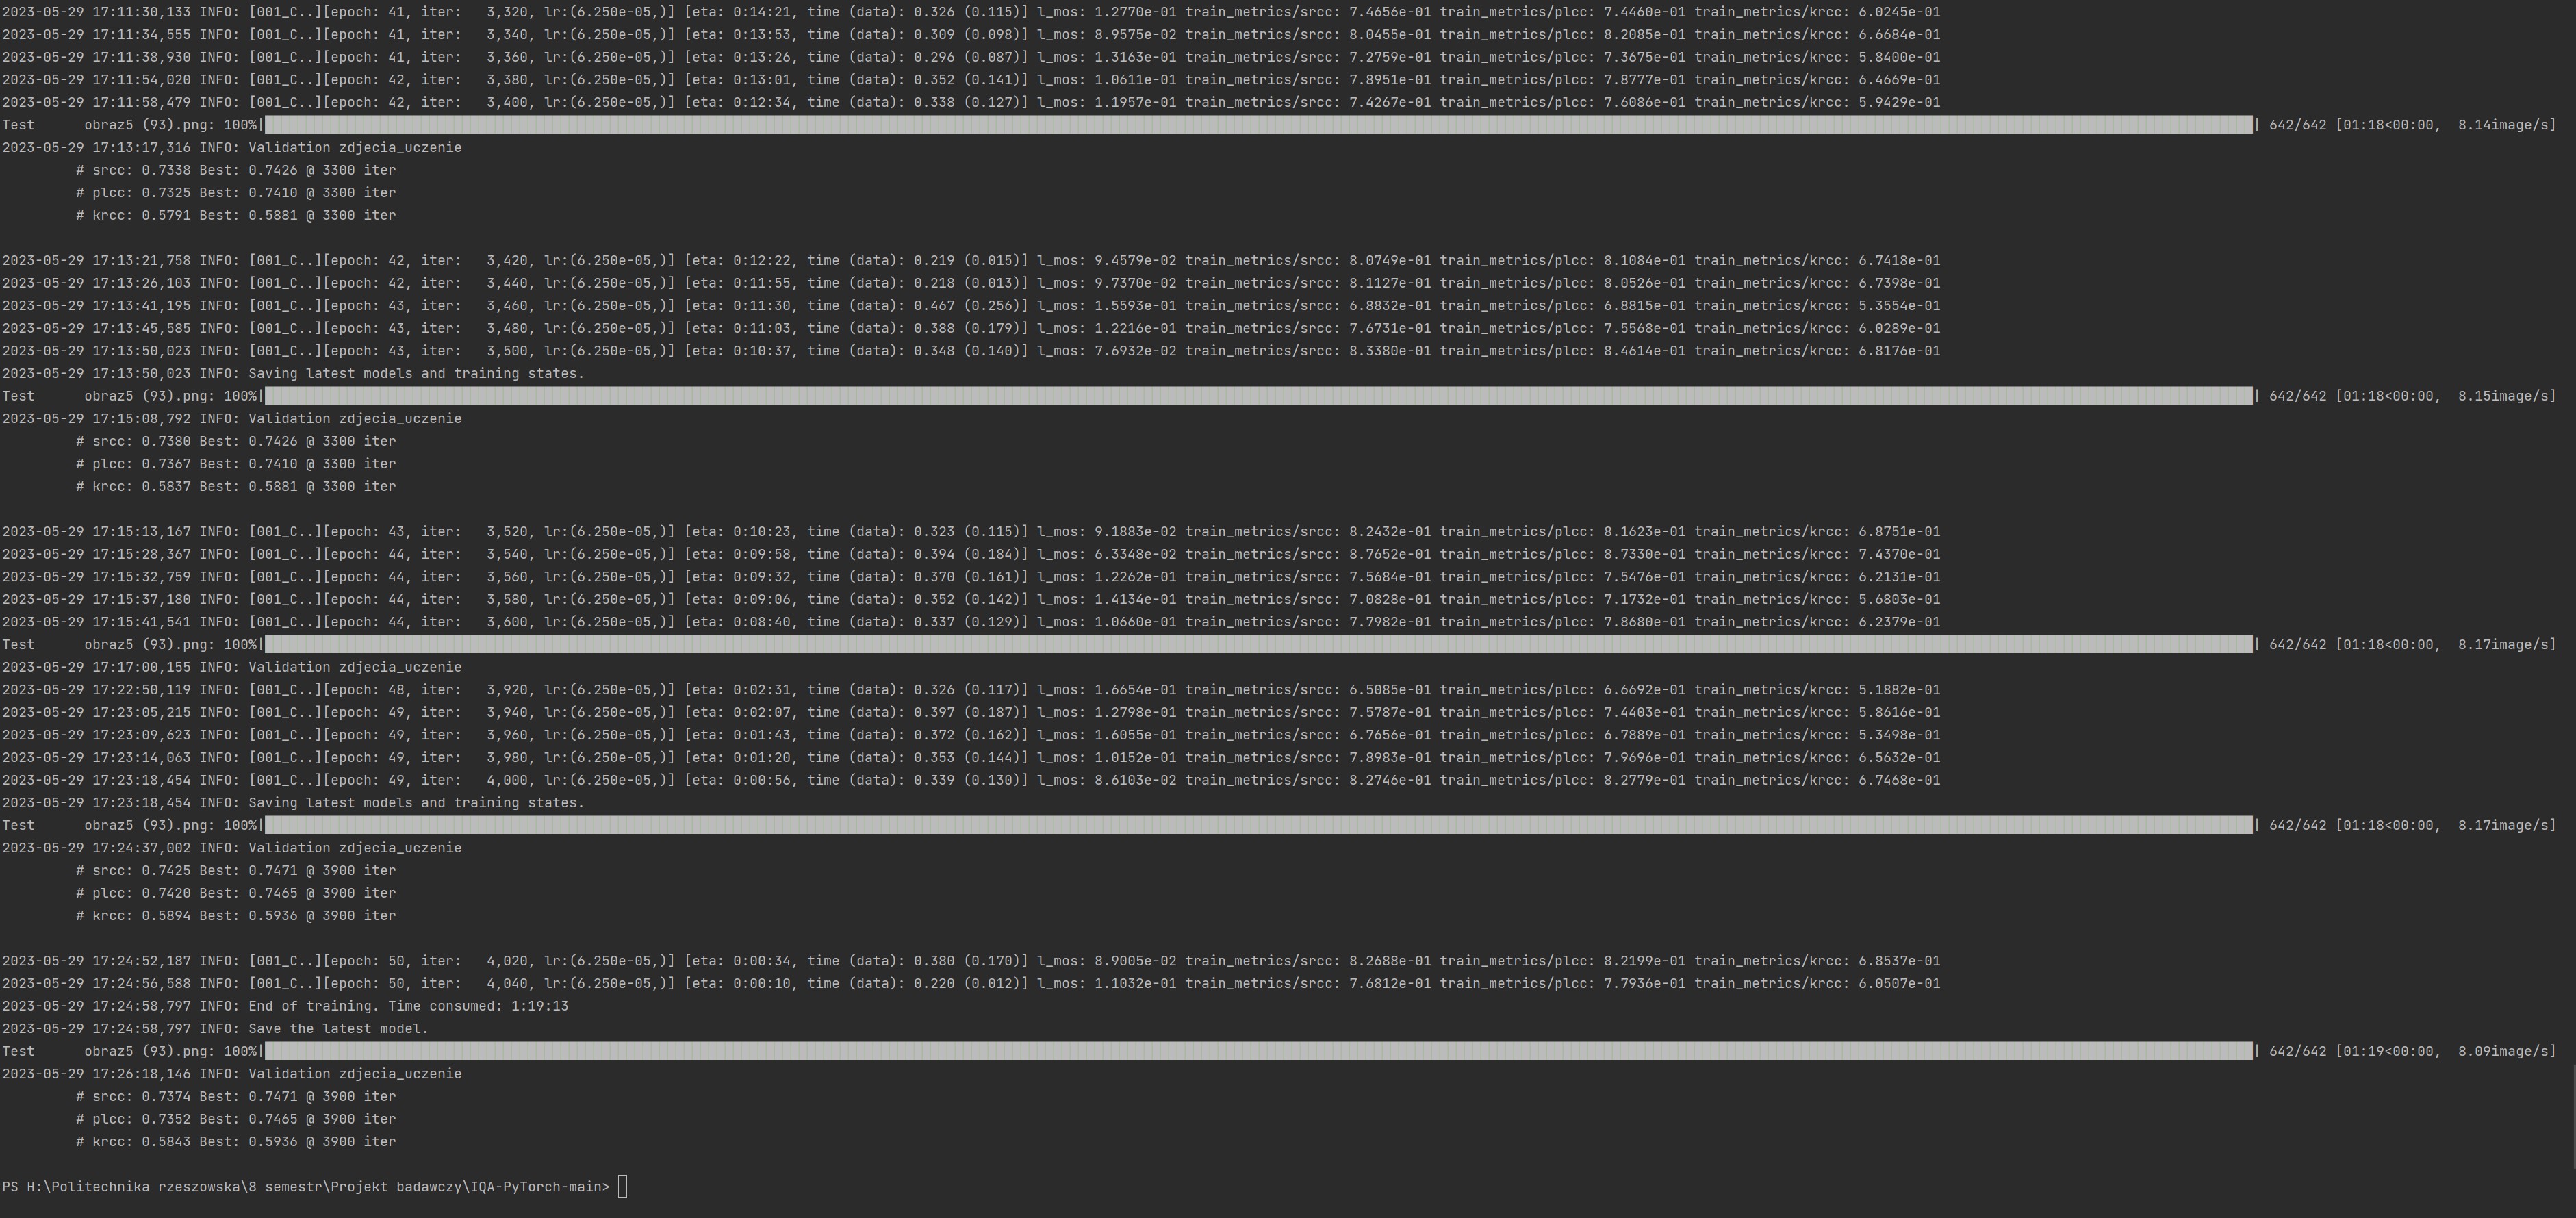 2023-05-29 17:11:30,133 INFO: [001_C..][epoch: 41, iter:   3,320, lr:(6.250e-05,)] [eta: 0:14:21, time (data): 0.326 (0.115)] l_mos: 1.2770e-01 train_metrics/srcc: 7.4656e-01 train_metrics/plcc: 7.4460e-01 train_metrics/krcc: 6.0245e-01
2023-05-29 17:11:34,555 INFO: [001_C..][epoch: 41, iter:   3,340, lr:(6.250e-05,)] [eta: 0:13:53, time (data): 0.309 (0.098)] l_mos: 8.9575e-02 train_metrics/srcc: 8.0455e-01 train_metrics/plcc: 8.2085e-01 train_metrics/krcc: 6.6684e-01
2023-05-29 17:11:38,930 INFO: [001_C..][epoch: 41, iter:   3,360, lr:(6.250e-05,)] [eta: 0:13:26, time (data): 0.296 (0.087)] l_mos: 1.3163e-01 train_metrics/srcc: 7.2759e-01 train_metrics/plcc: 7.3675e-01 train_metrics/krcc: 5.8400e-01
2023-05-29 17:11:54,020 INFO: [001_C..][epoch: 42, iter:   3,380, lr:(6.250e-05,)] [eta: 0:13:01, time (data): 0.352 (0.141)] l_mos: 1.0611e-01 train_metrics/srcc: 7.8951e-01 train_metrics/plcc: 7.8777e-01 train_metrics/krcc: 6.4669e-01
2023-05-29 17:11:58,479 INFO: [001_C..][epoch: 42, iter:   3,400, lr:(6.250e-05,)] [eta: 0:12:34, time (data): 0.338 (0.127)] l_mos: 1.1957e-01 train_metrics/srcc: 7.4267e-01 train_metrics/plcc: 7.6086e-01 train_metrics/krcc: 5.9429e-01
Test      obraz5 (93).png: 100%|| 642/642 [01:18<00:00,  8.14image/s]
2023-05-29 17:13:17,316 INFO: Validation zdjecia_uczenie
# srcc: 0.7338 Best: 0.7426 @ 3300 iter
# plcc: 0.7325 Best: 0.7410 @ 3300 iter
# krcc: 0.5791 Best: 0.5881 @ 3300 iter
2023-05-29 17:13:21,758 INFO: [001_C..][epoch: 42, iter:   3,420, lr:(6.250e-05,)] [eta: 0:12:22, time (data): 0.219 (0.015)] l_mos: 9.4579e-02 train_metrics/srcc: 8.0749e-01 train_metrics/plcc: 8.1084e-01 train_metrics/krcc: 6.7418e-01
2023-05-29 17:13:26,103 INFO: [001_C..][epoch: 42, iter:   3,440, lr:(6.250e-05,)] [eta: 0:11:55, time (data): 0.218 (0.013)] l_mos: 9.7370e-02 train_metrics/srcc: 8.1127e-01 train_metrics/plcc: 8.0526e-01 train_metrics/krcc: 6.7398e-01
2023-05-29 17:13:41,195 INFO: [001_C..][epoch: 43, iter:   3,460, lr:(6.250e-05,)] [eta: 0:11:30, time (data): 0.467 (0.256)] l_mos: 1.5593e-01 train_metrics/srcc: 6.8832e-01 train_metrics/plcc: 6.8815e-01 train_metrics/krcc: 5.3554e-01
2023-05-29 17:13:45,585 INFO: [001_C..][epoch: 43, iter:   3,480, lr:(6.250e-05,)] [eta: 0:11:03, time (data): 0.388 (0.179)] l_mos: 1.2216e-01 train_metrics/srcc: 7.6731e-01 train_metrics/plcc: 7.5568e-01 train_metrics/krcc: 6.0289e-01
2023-05-29 17:13:50,023 INFO: [001_C..][epoch: 43, iter:   3,500, lr:(6.250e-05,)] [eta: 0:10:37, time (data): 0.348 (0.140)] l_mos: 7.6932e-02 train_metrics/srcc: 8.3380e-01 train_metrics/plcc: 8.4614e-01 train_metrics/krcc: 6.8176e-01
2023-05-29 17:13:50,023 INFO: Saving latest models and training states.
Test      obraz5 (93).png: 100%|| 642/642 [01:18<00:00,  8.15image/s]
2023-05-29 17:15:08,792 INFO: Validation zdjecia_uczenie
# srcc: 0.7380 Best: 0.7426 @ 3300 iter
# plcc: 0.7367 Best: 0.7410 @ 3300 iter
# krcc: 0.5837 Best: 0.5881 @ 3300 iter
2023-05-29 17:15:13,167 INFO: [001_C..][epoch: 43, iter:   3,520, lr:(6.250e-05,)] [eta: 0:10:23, time (data): 0.323 (0.115)] l_mos: 9.1883e-02 train_metrics/srcc: 8.2432e-01 train_metrics/plcc: 8.1623e-01 train_metrics/krcc: 6.8751e-01
2023-05-29 17:15:28,367 INFO: [001_C..][epoch: 44, iter:   3,540, lr:(6.250e-05,)] [eta: 0:09:58, time (data): 0.394 (0.184)] l_mos: 6.3348e-02 train_metrics/srcc: 8.7652e-01 train_metrics/plcc: 8.7330e-01 train_metrics/krcc: 7.4370e-01
2023-05-29 17:15:32,759 INFO: [001_C..][epoch: 44, iter:   3,560, lr:(6.250e-05,)] [eta: 0:09:32, time (data): 0.370 (0.161)] l_mos: 1.2262e-01 train_metrics/srcc: 7.5684e-01 train_metrics/plcc: 7.5476e-01 train_metrics/krcc: 6.2131e-01
2023-05-29 17:15:37,180 INFO: [001_C..][epoch: 44, iter:   3,580, lr:(6.250e-05,)] [eta: 0:09:06, time (data): 0.352 (0.142)] l_mos: 1.4134e-01 train_metrics/srcc: 7.0828e-01 train_metrics/plcc: 7.1732e-01 train_metrics/krcc: 5.6803e-01
2023-05-29 17:15:41,541 INFO: [001_C..][epoch: 44, iter:   3,600, lr:(6.250e-05,)] [eta: 0:08:40, time (data): 0.337 (0.129)] l_mos: 1.0660e-01 train_metrics/srcc: 7.7982e-01 train_metrics/plcc: 7.8680e-01 train_metrics/krcc: 6.2379e-01
Test      obraz5 (93).png: 100%|| 642/642 [01:18<00:00,  8.17image/s]
2023-05-29 17:17:00,155 INFO: Validation zdjecia_uczenie
2023-05-29 17:22:50,119 INFO: [001_C..][epoch: 48, iter:   3,920, lr:(6.250e-05,)] [eta: 0:02:31, time (data): 0.326 (0.117)] l_mos: 1.6654e-01 train_metrics/srcc: 6.5085e-01 train_metrics/plcc: 6.6692e-01 train_metrics/krcc: 5.1882e-01
2023-05-29 17:23:05,215 INFO: [001_C..][epoch: 49, iter:   3,940, lr:(6.250e-05,)] [eta: 0:02:07, time (data): 0.397 (0.187)] l_mos: 1.2798e-01 train_metrics/srcc: 7.5787e-01 train_metrics/plcc: 7.4403e-01 train_metrics/krcc: 5.8616e-01
2023-05-29 17:23:09,623 INFO: [001_C..][epoch: 49, iter:   3,960, lr:(6.250e-05,)] [eta: 0:01:43, time (data): 0.372 (0.162)] l_mos: 1.6055e-01 train_metrics/srcc: 6.7656e-01 train_metrics/plcc: 6.7889e-01 train_metrics/krcc: 5.3498e-01
2023-05-29 17:23:14,063 INFO: [001_C..][epoch: 49, iter:   3,980, lr:(6.250e-05,)] [eta: 0:01:20, time (data): 0.353 (0.144)] l_mos: 1.0152e-01 train_metrics/srcc: 7.8983e-01 train_metrics/plcc: 7.9696e-01 train_metrics/krcc: 6.5632e-01
2023-05-29 17:23:18,454 INFO: [001_C..][epoch: 49, iter:   4,000, lr:(6.250e-05,)] [eta: 0:00:56, time (data): 0.339 (0.130)] l_mos: 8.6103e-02 train_metrics/srcc: 8.2746e-01 train_metrics/plcc: 8.2779e-01 train_metrics/krcc: 6.7468e-01
2023-05-29 17:23:18,454 INFO: Saving latest models and training states.
Test      obraz5 (93).png: 100%|| 642/642 [01:18<00:00,  8.17image/s]
2023-05-29 17:24:37,002 INFO: Validation zdjecia_uczenie
# srcc: 0.7425 Best: 0.7471 @ 3900 iter
# plcc: 0.7420 Best: 0.7465 @ 3900 iter
# krcc: 0.5894 Best: 0.5936 @ 3900 iter
2023-05-29 17:24:52,187 INFO: [001_C..][epoch: 50, iter:   4,020, lr:(6.250e-05,)] [eta: 0:00:34, time (data): 0.380 (0.170)] l_mos: 8.9005e-02 train_metrics/srcc: 8.2688e-01 train_metrics/plcc: 8.2199e-01 train_metrics/krcc: 6.8537e-01
2023-05-29 17:24:56,588 INFO: [001_C..][epoch: 50, iter:   4,040, lr:(6.250e-05,)] [eta: 0:00:10, time (data): 0.220 (0.012)] l_mos: 1.1032e-01 train_metrics/srcc: 7.6812e-01 train_metrics/plcc: 7.7936e-01 train_metrics/krcc: 6.0507e-01
2023-05-29 17:24:58,797 INFO: End of training. Time consumed: 1:19:13
2023-05-29 17:24:58,797 INFO: Save the latest model.
Test      obraz5 (93).png: 100%|| 642/642 [01:19<00:00,  8.09image/s]
2023-05-29 17:26:18,146 INFO: Validation zdjecia_uczenie
# srcc: 0.7374 Best: 0.7471 @ 3900 iter
# plcc: 0.7352 Best: 0.7465 @ 3900 iter
# krcc: 0.5843 Best: 0.5936 @ 3900 iter
PS H:\Politechnika rzeszowska\8 semestr\Projekt badawczy\IQA-PyTorch-main>